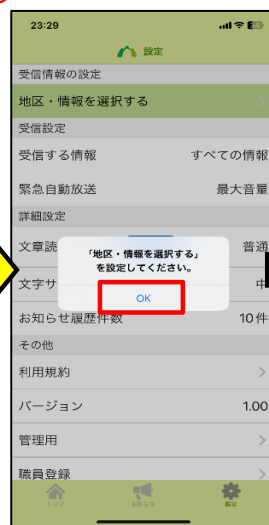 23:29
設定
受信情報の設定
地区・情報を選択する
受信設定
受信する情報 すべての情報
緊急自動放送 最大音量
詳細設定
文章読 普通
「地区・情報を選択する」
を設定してください。
文字サ 中
OK
お知らせ履歴件数 10件
その他
利用規約
バージョン 1.00
管理用
職員登録
トップ お知らせ 設定